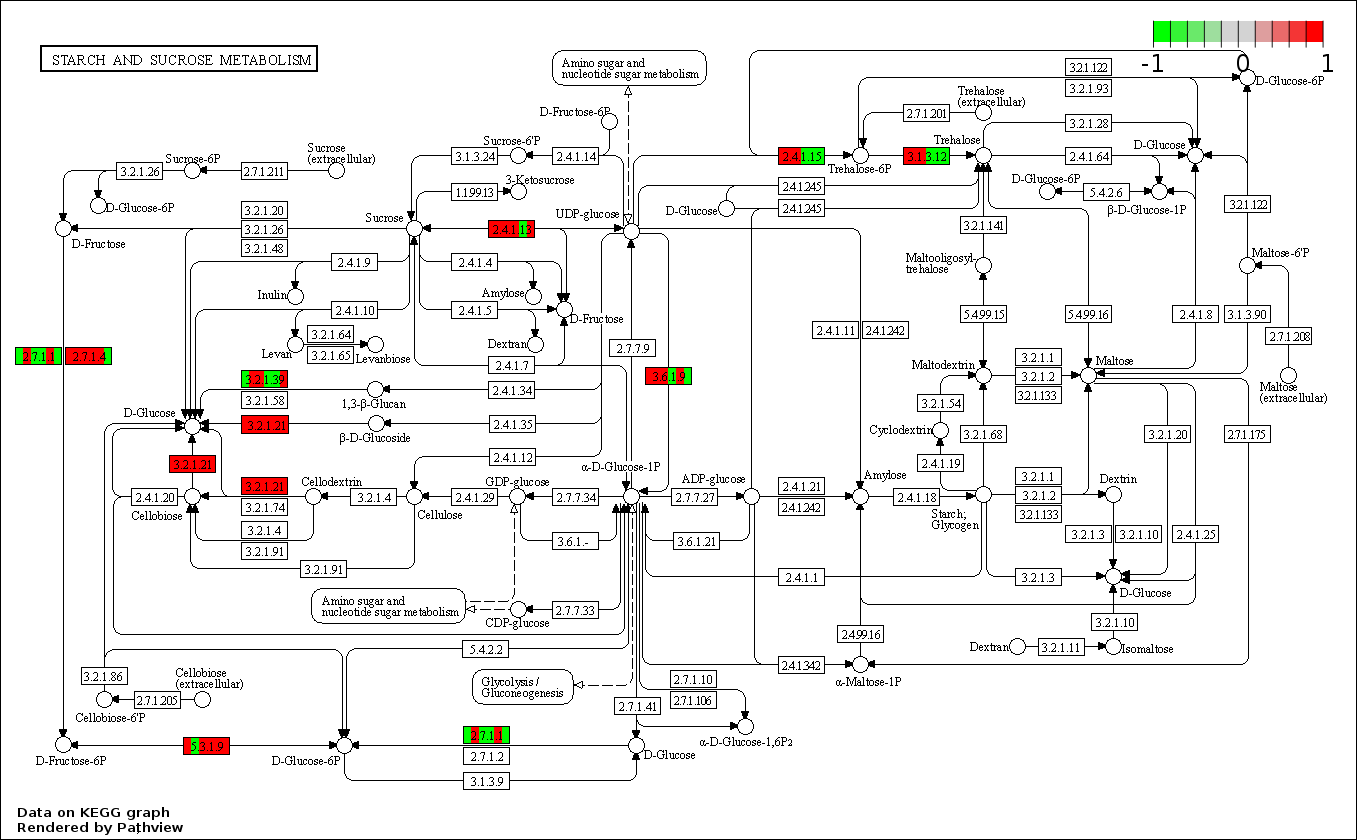 STARCH AND SUCROSE METABOLISM
-1
0
1
Amino sugar and
nucleotide sugar metabolism
3.2.1.122
D-Glucose-6P
3.2.1.93
Trehalose
(extracellular)
2.7.1.201
D-Fructose-6P
3.2.1.28
Sucrose-6'P
3.1.3.24
2.4.1.14
2.4.1.15
Trehalose-6P
3.1.3.12
Trehalose
2.4.1.64
D-Glucose
Sucrose
(extracellular)
Sucrose-6P
3.2.1.26
2.7.1.211
3-Ketosucrose
1.1.99.13
2.4.1.245
D-Glucose-6P
5.4.2.6
β-D-Glucose-1P
D-Glucose-6P
3.2.1.20
3.2.1.26
3.2.1.48
D-Fructose
Sucrose
2.4.1.13
UDP-glucose
D-Glucose
2.4.1.245
3.2.1.122
3.2.1.141
2.4.1.9
2.4.1.4
Maltooligosyl-
trehalose
Maltose-6'P
Inulin
Amylose
2.4.1.10
2.4.1.5
D-Fructose
5.4.99.15
5.4.99.16
2.4.1.8
3.1.3.90
2.4.1.11
2.4.1.242
2.7.1.208
3.2.1.64
3.2.1.65
Levan
Levanbiose
Dextran
2.7.7.9
2.7.1.1
2.7.1.4
2.4.1.7
Maltodextrin
3.2.1.1
3.2.1.2
3.2.1.133
Maltose
Maltose
(extracellular)
3.2.1.39
3.2.1.58
1,3-β-Glucan
2.4.1.34
3.6.1.9
3.2.1.54
D-Glucose
3.2.1.21
β-D-Glucoside
2.4.1.35
Cyclodextrin
3.2.1.68
3.2.1.20
2.7.1.175
3.2.1.21
2.4.1.12
2.4.1.19
α-D-Glucose-1P
GDP-glucose
ADP-glucose
Amylose
3.2.1.1
3.2.1.2
3.2.1.133
Dextrin
2.4.1.20
Cellobiose
3.2.1.21
3.2.1.74
Cellodextrin
3.2.1.4
Cellulose
2.4.1.29
2.7.7.34
2.7.7.27
2.4.1.21
2.4.1.242
2.4.1.18
Starch;
Glycogen
3.2.1.4
3.2.1.91
3.6.1.-
3.6.1.21
3.2.1.3
3.2.1.10
2.4.1.25
3.2.1.91
2.4.1.1
3.2.1.3
D-Glucose
Amino sugar and
nucleotide sugar metabolism
CDP-glucose
2.7.7.33
3.2.1.10
2.4.99.16
5.4.2.2
Dextran
3.2.1.11
Isomaltose
2.4.1.342
α-Maltose-1P
3.2.1.86
Cellobiose
(extracellular)
2.7.1.205
Cellobiose-6'P
Glycolysis /
Gluconeogenesis
2.7.1.10
2.7.1.106
2.7.1.41
α-D-Glucose-1,6P2
D-Fructose-6P
5.3.1.9
D-Glucose-6P
2.7.1.1
2.7.1.2
D-Glucose
3.1.3.9
Data on KEGG graph
Rendered by Pathview